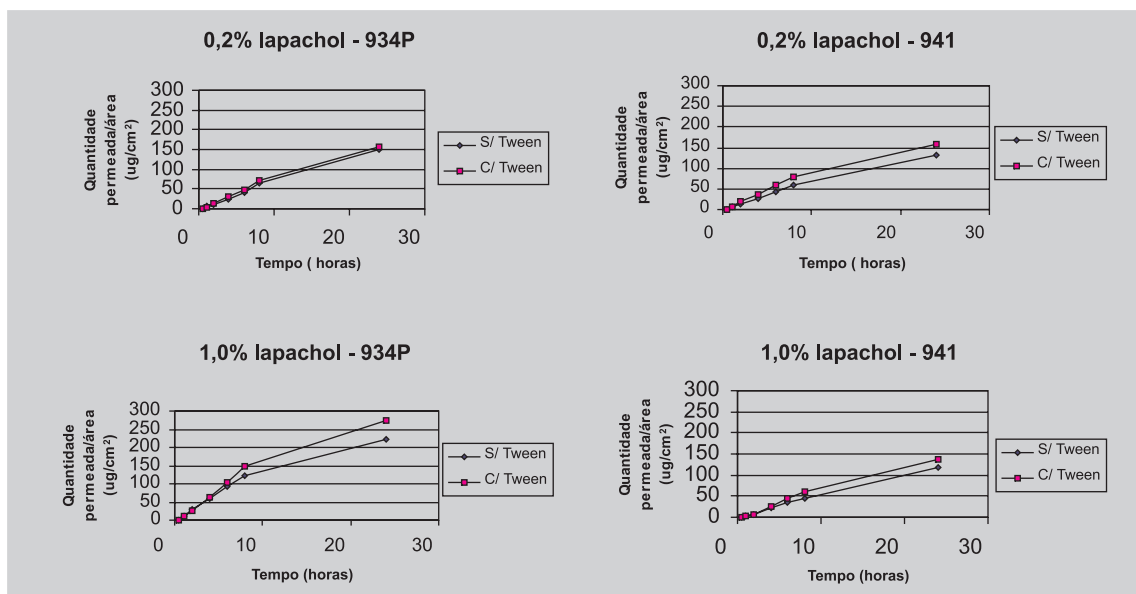 0,2% lapachol - 934P
Quantidade
permeada/área
(ug/cm²)
300
250
200
150
100
50
0
0
10
20
30
Tempo ( horas)
S/ Tween
C/ Tween
0,2% lapachol - 941
Quantidade
permeada/área
(ug/cm²)
300
250
200
150
100
50
0
0
10
20
30
Tempo ( horas)
S/ Tween
C/ Tween
1,0% lapachol - 934P
Quantidade
permeada/área
(ug/cm²)
300
250
200
150
100
50
0
0
10
20
30
Tempo (horas)
S/ Tween
C/ Tween
1,0% lapachol - 941
Quantidade
permeada/área
(ug/cm²)
300
250
200
150
100
50
0
0
10
20
30
Tempo (horas)
S/ Tween
C/ Tween